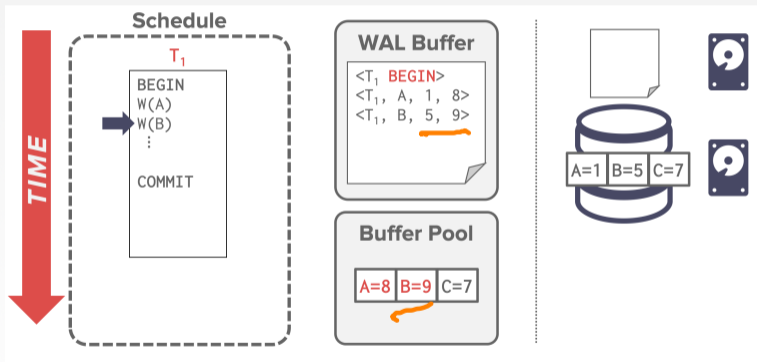 Schedule
TIME
T1
BEGIN
W(A)
W(B)
⋮
COMMIT
WAL Buffer
<T1 BEGIN>
<T1, A, 1, 8>
<T1, B, 5, 9>
Buffer Pool
A=8 B=9 C=7
A=1 B=5 C=7